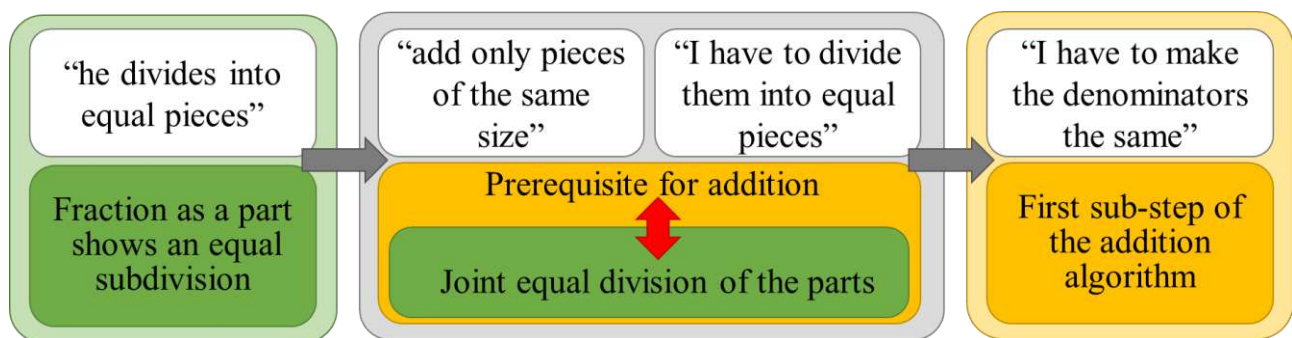 “he divides into
equal pieces”
Fraction as a part
shows an equal
subdivision
“add only pieces
of the same
size”
“I have to divide
them into equal
pieces”
Prerequisite for addition
Joint equal division of the parts
“I have to make
the denominators
the same”
First sub-step of
the addition
algorithm